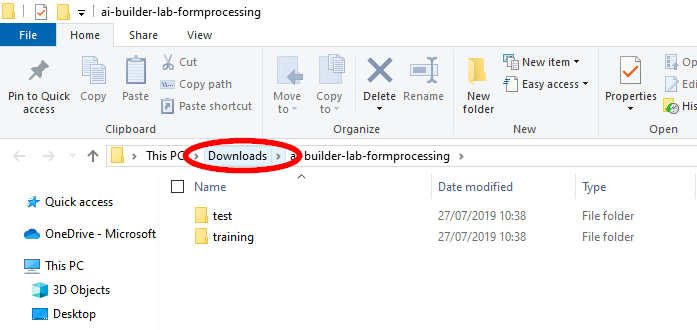 ai-builder-lab-formprocessing
File Home Share View
Pin to Quick access
Copy
Paste
Cut
Copy path
Paste shortcut
Clipboard
Move to
Copy to
Delete
Rename
Organize
New folder
New item
Easy access
New
Properties
Op
Edi
His
Open
This PC Downloads ai-builder-lab-formprocessing
Name Date modified Type
Quick access
test 27/07/2019 10:38 File folder
OneDrive - Microsoft
training 27/07/2019 10:38 File folder
This PC
3D Objects
Desktop